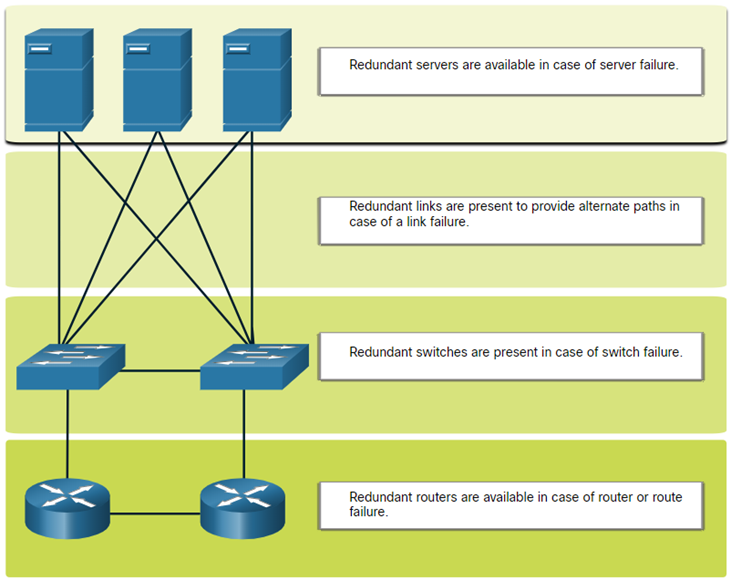 Redundant servers are available in case of server failure.
Redundant links are present to provide alternate paths in
case of a link failure.
Redundant switches are present in case of switch failure.
Redundant routers are available in case of router or route
failure.